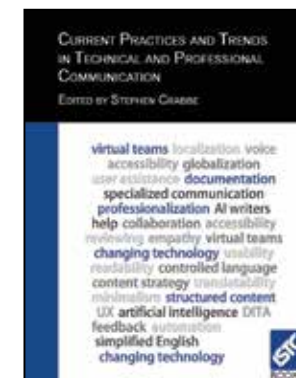 CURRENT PRACTICES AND TRENDS
IN TECHNICAL AND PROFESSIONAL
COMMUNICATION
EDITED BY STEPHEN CRABBE
virtual teams localization voice
accessibility globalization
user assistance documentation
specialized communication
professionalization AI writers
help collaboration accessibility
reviewing empathy virtual teams
changing technology usability
readability controlled language
content strategy translatability
minimalism structured content
UX artificial intelligence DITA
feedback automation
simplified English
changing technology
ISTC